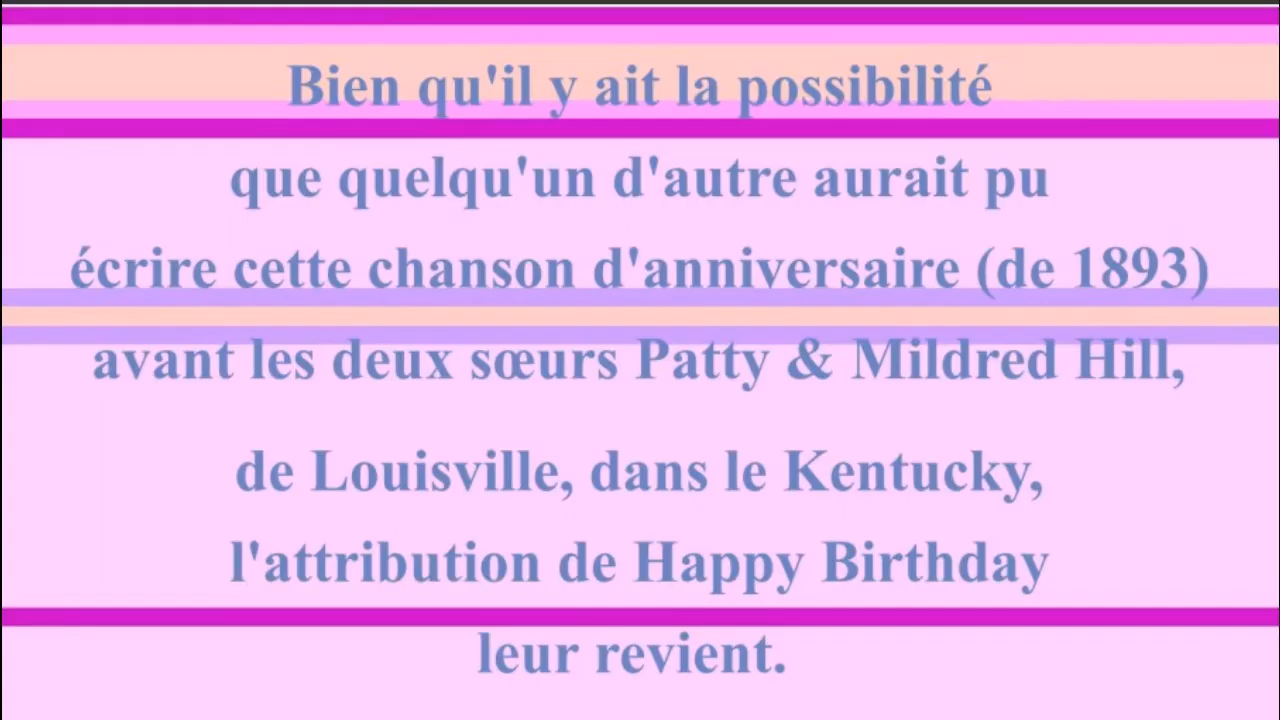 Bien qu'il y ait la possibilité
que quelqu'un d'autre aurait pu
écrire cette chanson d'anniversaire (de 1893)
avant les deux sœurs Patty & Mildred Hill,
de Louisville, dans le Kentucky,
l'attribution de Happy Birthday
leur revient.